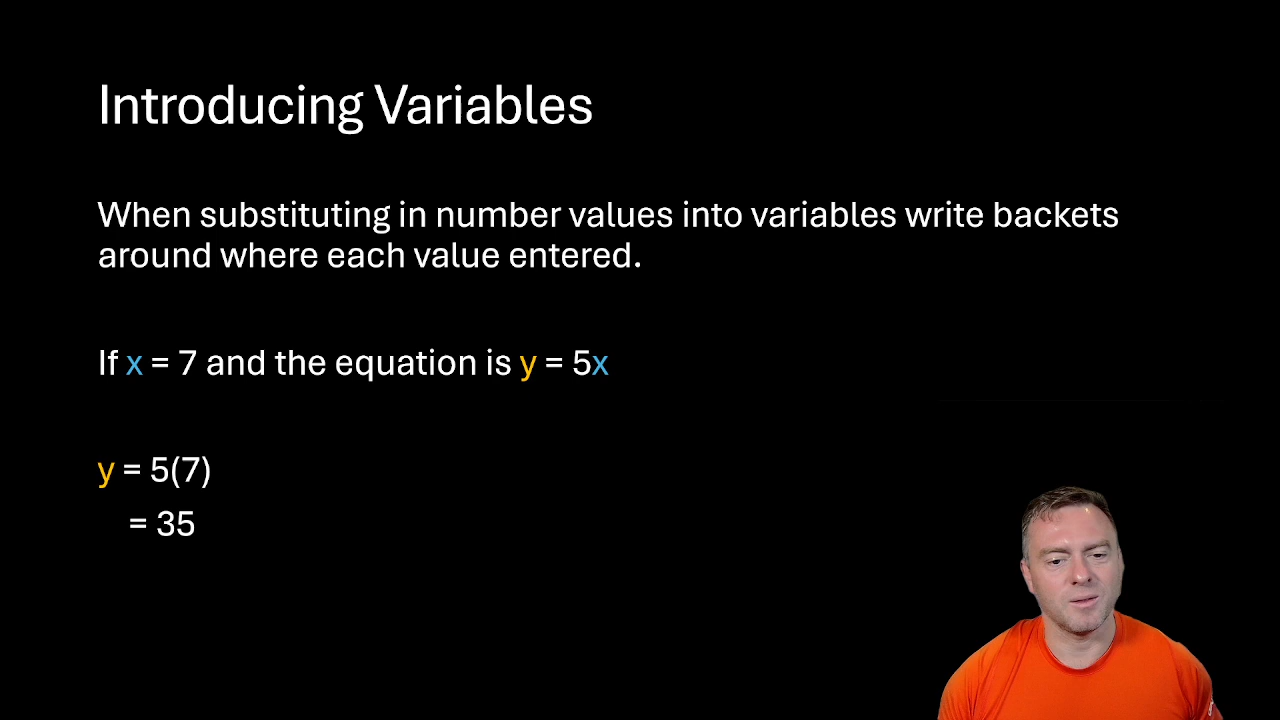 Introducing Variables
When substituting in number values into variables write backets
around where each value entered.
If x = 7 and the equation is y = 5x
y = 5(7)
= 35